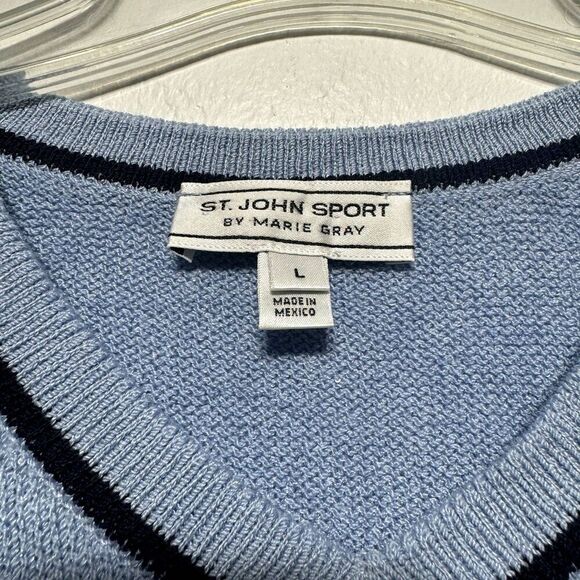 ST. JOHN SPORT
BY MARIE GRAY
L
MADE IN
MEXICO